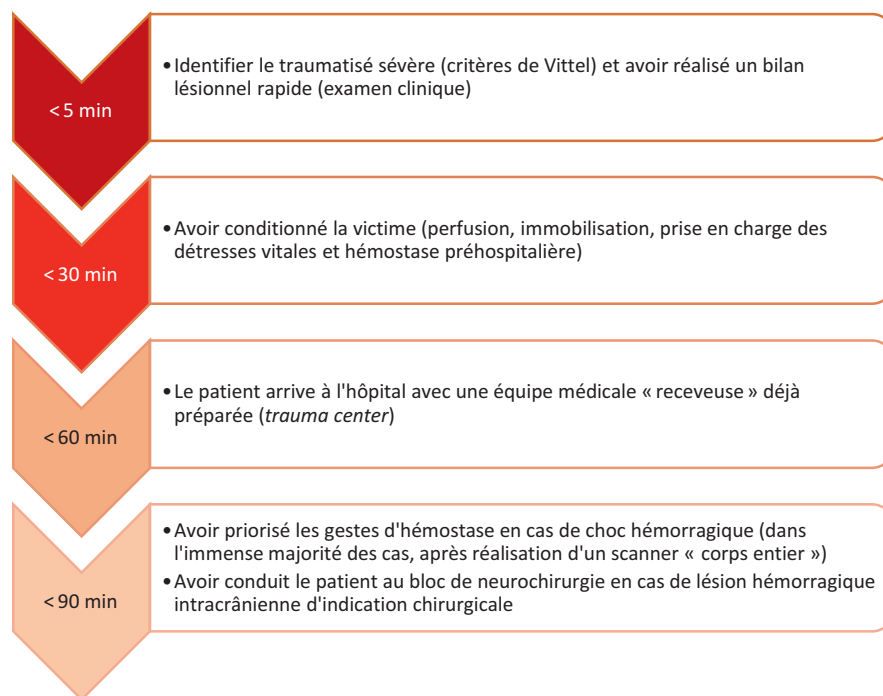 <5 min
•Identifier le traumatisé sévère (critères de Vittel) et avoir réalisé un bilan
lésionnel rapide (examen clinique)
<30 min
•Avoir conditionné la victime (perfusion, immobilisation, prise en charge des
détresses vitales et hémostase préhospitalière)
<60 min
•Le patient arrive à l'hôpital avec une équipe médicale « receveuse » déjà
préparée (trauma center)
<90 min
•Avoir priorisé les gestes d'hémostase en cas de choc hémorragique (dans
l'immense majorité des cas, après réalisation d'un scanner « corps entier »)
•Avoir conduit le patient au bloc de neurochirurgie en cas de lésion hémorragique
intracrânienne d'indication chirurgicale